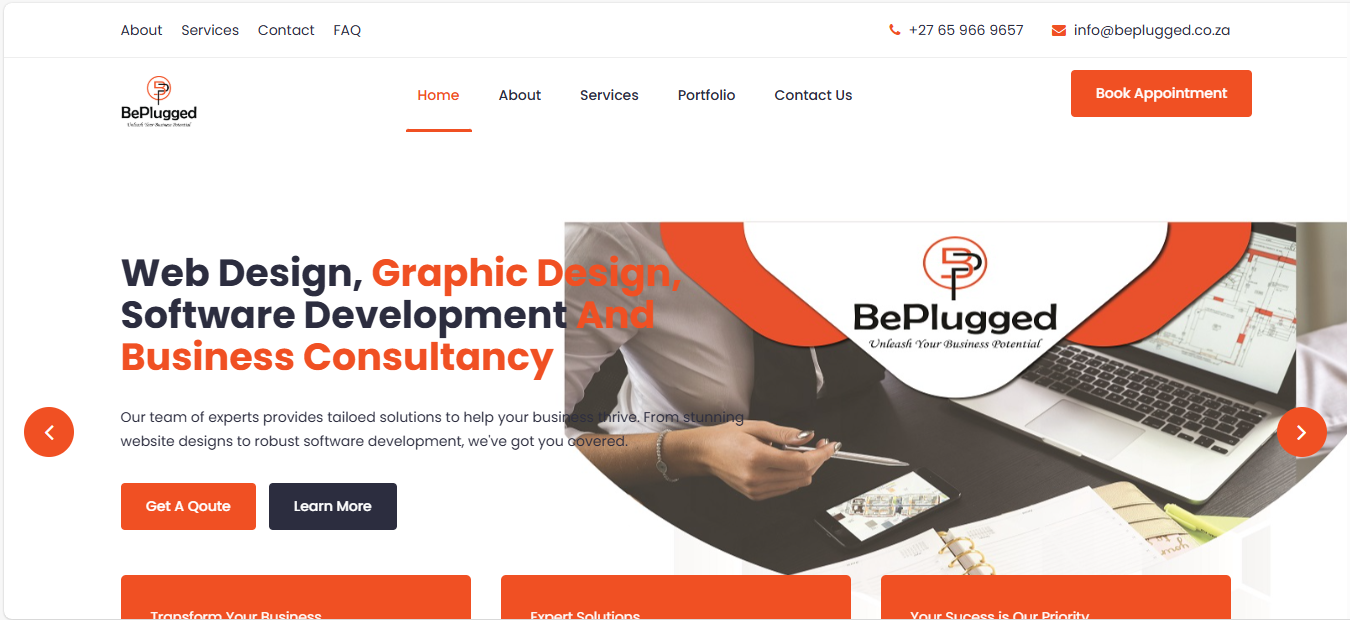 About Services Contact FAQ
+27 65 966 9657 info@beplugged.co.za
BePlugged
Unleash Your Business Potential
Home About Services Portfolio Contact Us
Book Appointment
Web Design, Graphic Design,
Software Development And
Business Consultancy
Our team of experts provides tailoed solutions to help your business thrive. From stunning
website designs to robust software development, we've got you covered.
Get A Qoute Learn More
BePlugged
Unleash Your Business Potential
Transform Your Business
Expert Solutions
Your Sucess is Our Priority